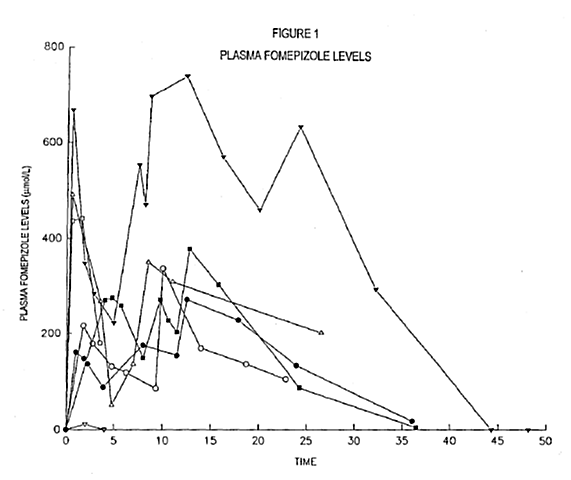 FIGURE 1
PLASMA FOMEPIZOLE LEVELS
800
600
400
200
0
PLASMA FOMEPIZOLE LEVELS (µmol/L)
0 5 10 15 20 25 30 35 40 45 50
TIME